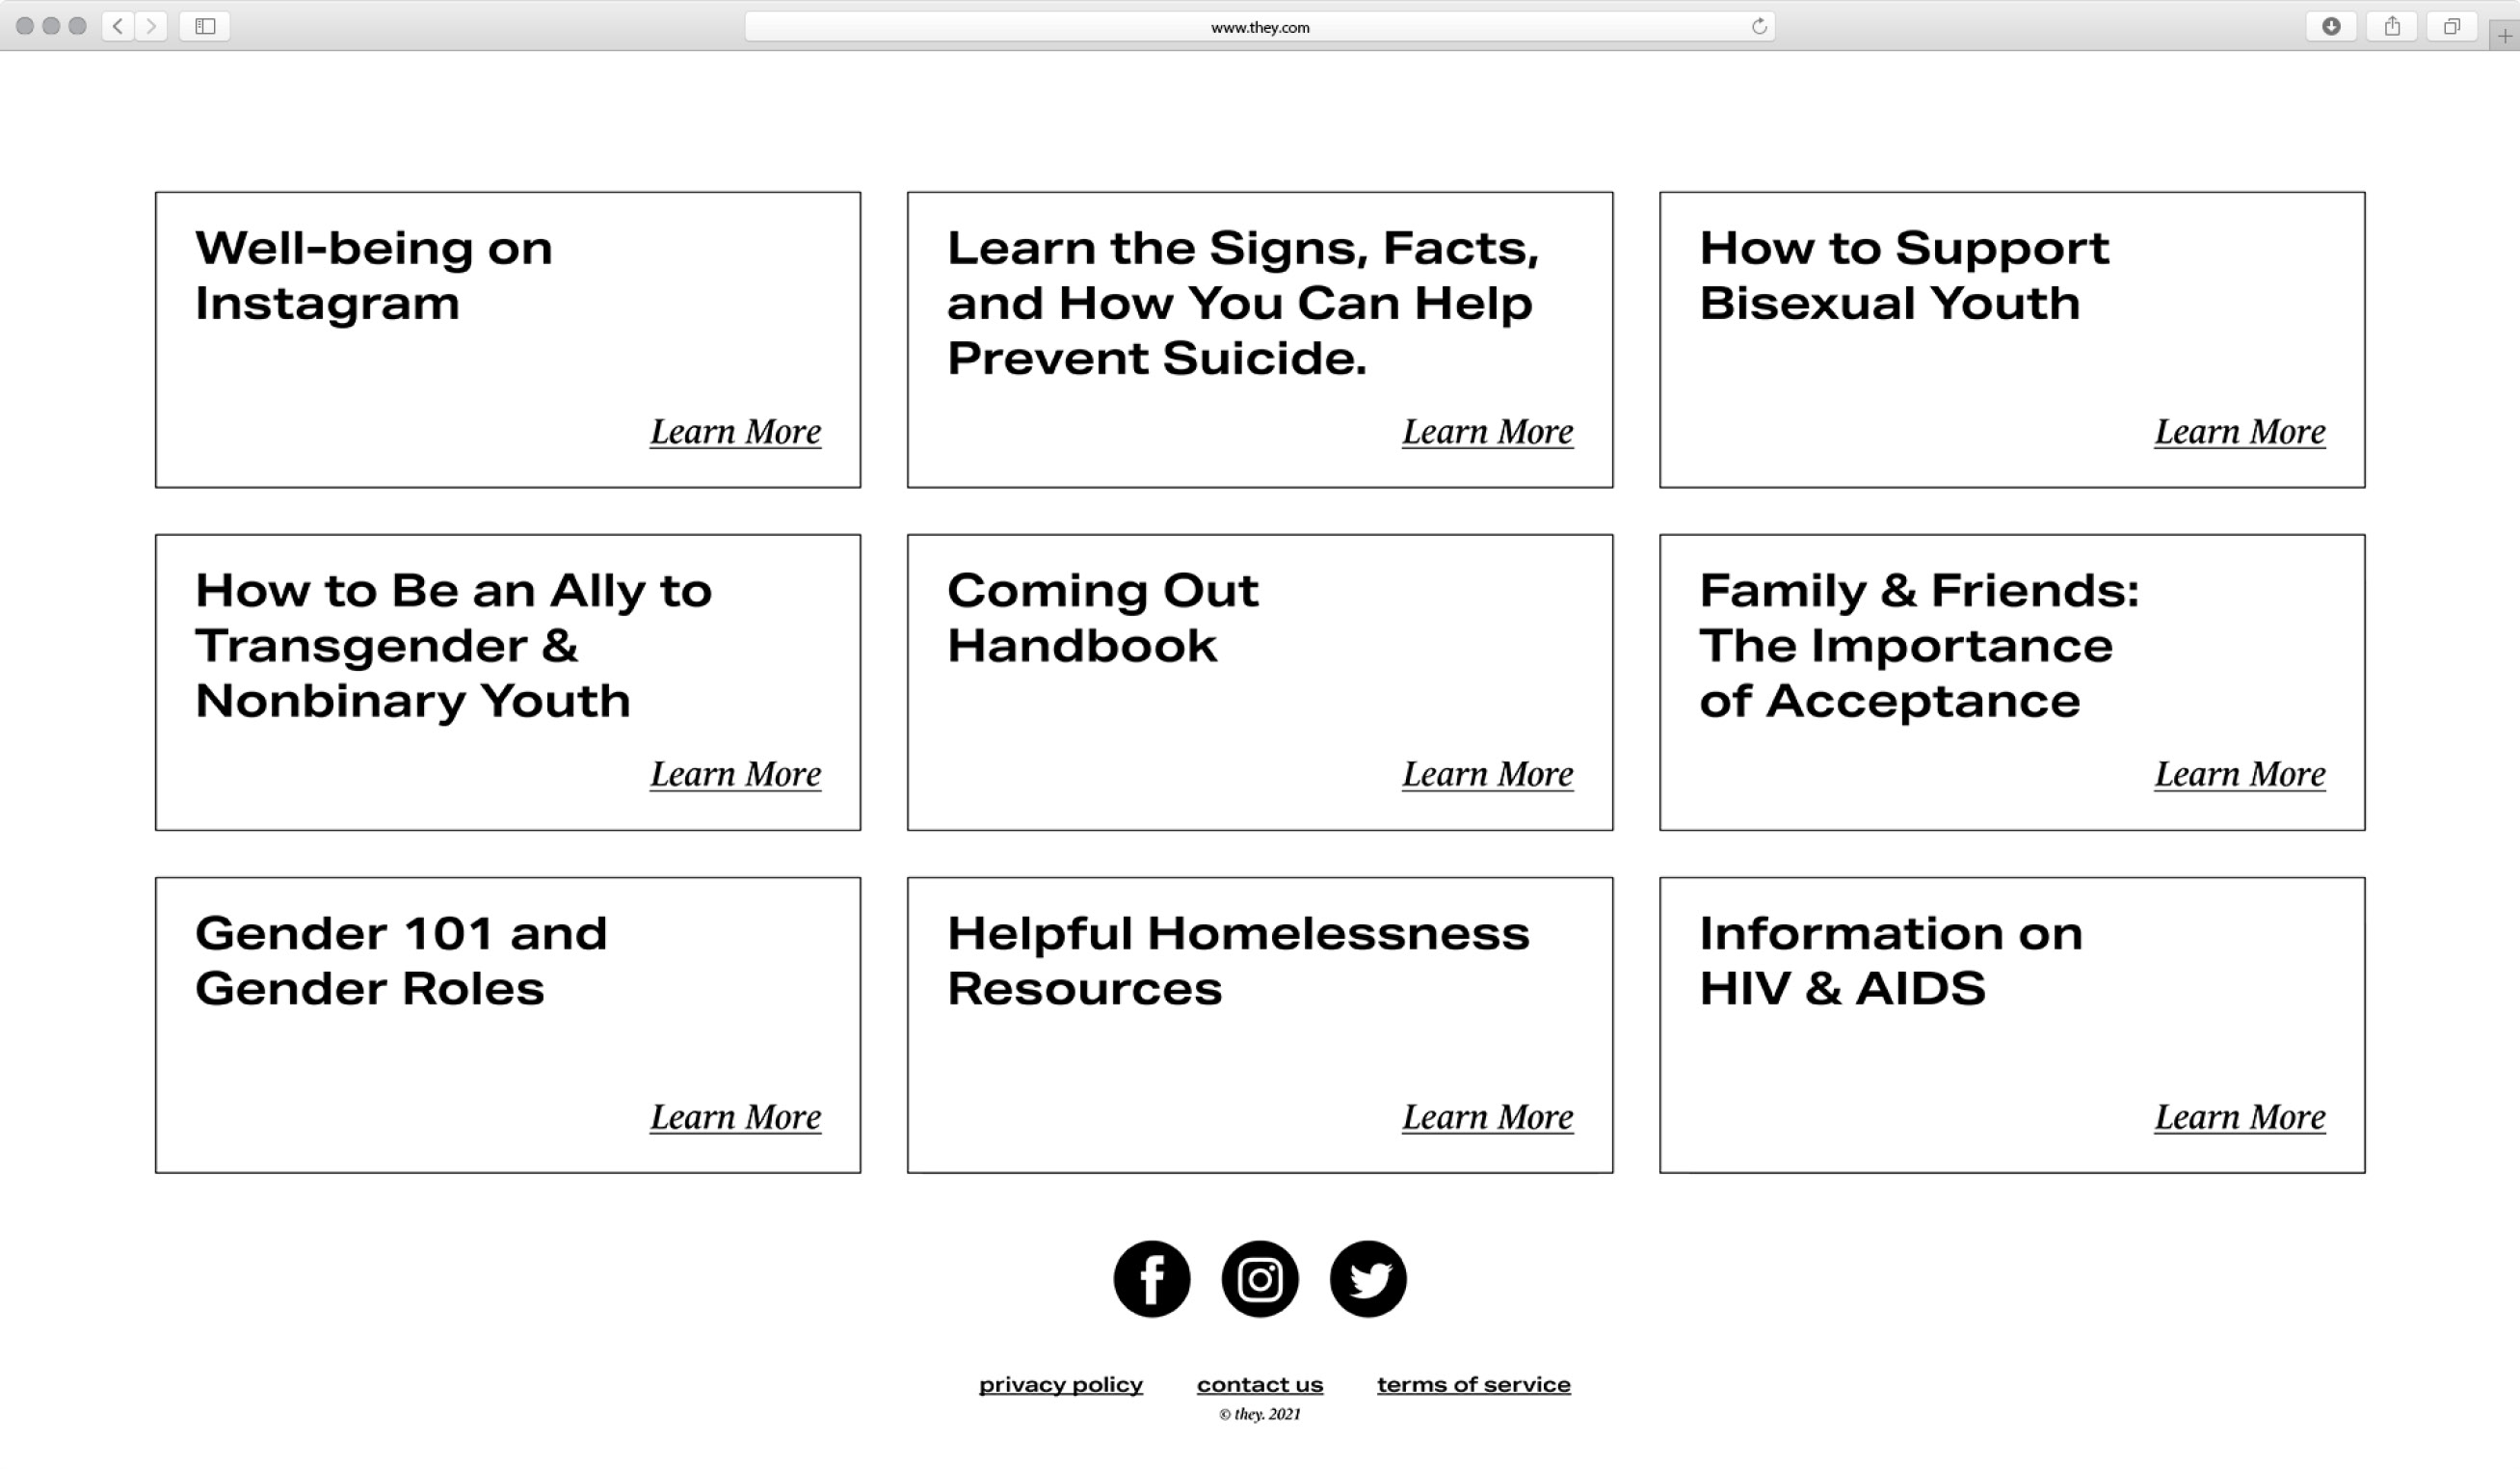 www.they.com
Well-being on
Instagram
Learn More
Learn the Signs, Facts,
and How You Can Help
Prevent Suicide.
Learn More
How to Support
Bisexual Youth
Learn More
How to Be an Ally to
Transgender &
Nonbinary Youth
Learn More
Coming Out
Handbook
Learn More
Family & Friends:
The Importance
of Acceptance
Learn More
Gender 101 and
Gender Roles
Learn More
Helpful Homelessness
Resources
Learn More
Information on
HIV & AIDS
Learn More
privacy policy contact us terms of service
© they. 2021